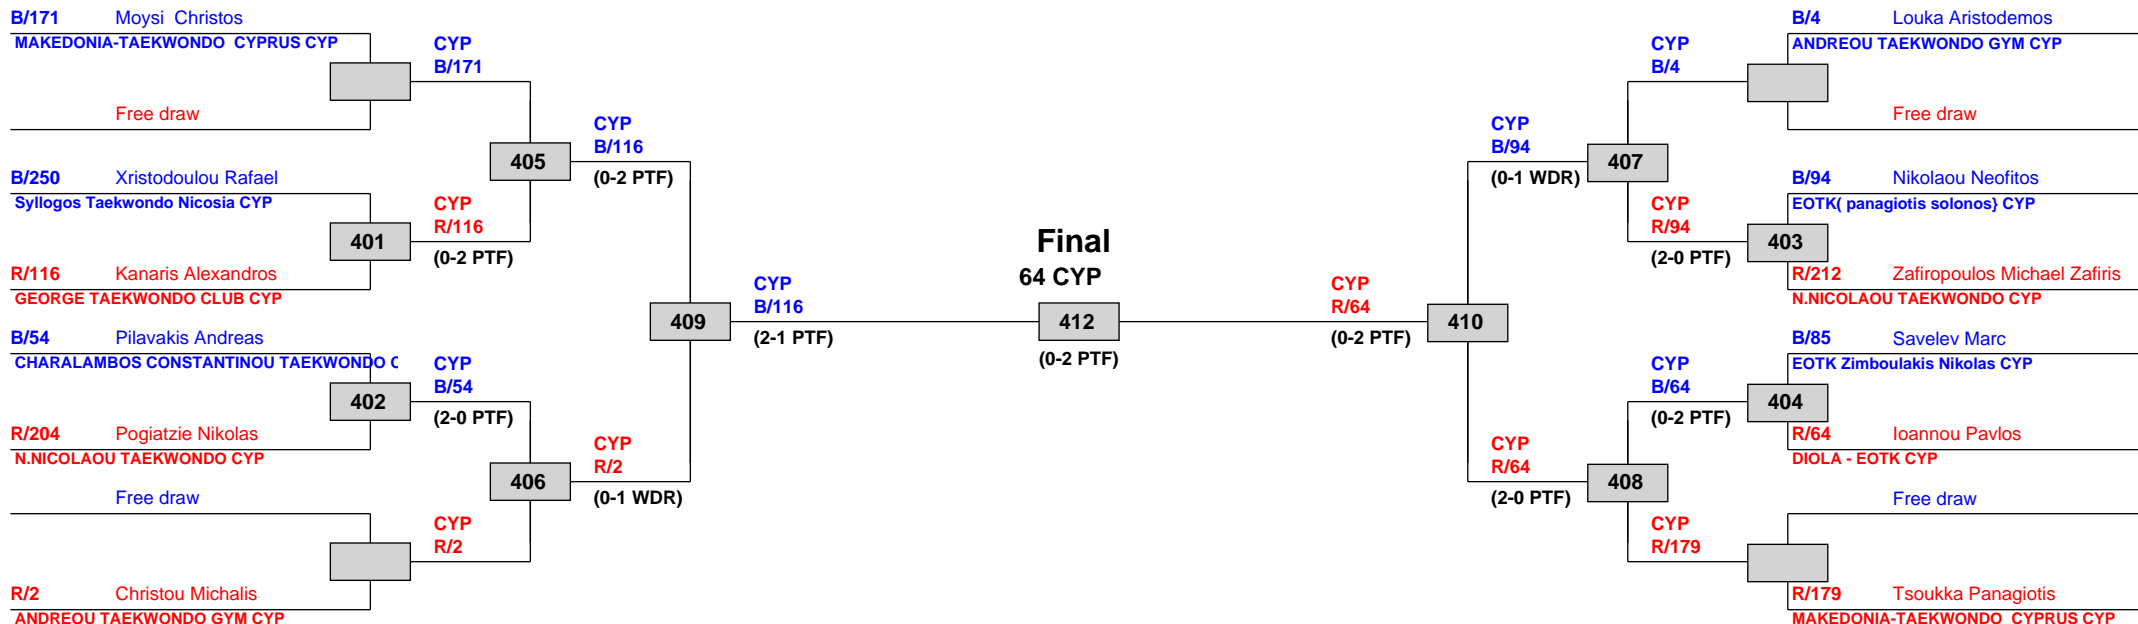 B/171 Moysi Christos
MAKEDONIA-TAEKWONDO CYPRUS CYP
Free draw
CYP
B/171
B/250 Xristodoulou Rafael
Syllogos Taekwondo Nicosia CYP
401
R/116 Kanaris Alexandros
GEORGE TAEKWONDO CLUB CYP
CYP
R/116
(0-2 PTF)
405
CYP
B/116
(0-2 PTF)
B/54 Pilavakis Andreas
CHARALAMBOS CONSTANTINOU TAEKWONDO C
402
R/204 Pogiatzie Nikolas
N.NICOLAOU TAEKWONDO CYP
CYP
B/54
(2-0 PTF)
Free draw
R/2 Christou Michalis
ANDREOU TAEKWONDO GYM CYP
CYP
R/2
406
CYP
R/2
(0-1 WDR)
409
CYP
B/116
(2-1 PTF)
Final
64 CYP
412
(0-2 PTF)
CYP
R/64
(0-2 PTF)
410
CYP
B/94
(0-1 WDR)
407
CYP
B/4
B/4 Louka Aristodemos
ANDREOU TAEKWONDO GYM CYP
Free draw
CYP
R/94
(2-0 PTF)
403
B/94 Nikolaou Neofitos
EOTK( panagiotis solonos} CYP
R/212 Zafiropoulos Michael Zafiris
N.NICOLAOU TAEKWONDO CYP
CYP
R/64
(2-0 PTF)
408
CYP
B/64
(0-2 PTF)
404
B/85 Savelev Marc
EOTK Zimboulakis Nikolas CYP
R/64 Ioannou Pavlos
DIOLA - EOTK CYP
CYP
R/179
Free draw
R/179 Tsoukka Panagiotis
MAKEDONIA-TAEKWONDO CYPRUS CYP